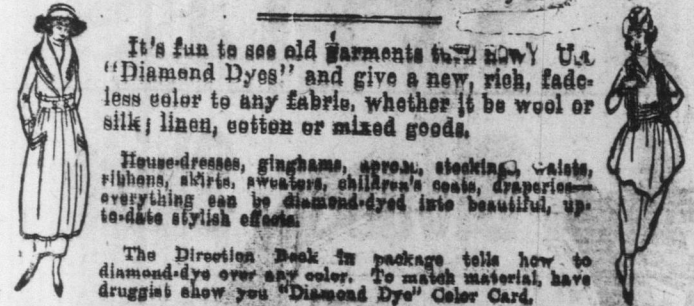 It's fun to see old garments turn new! Use
"Diamond Dyes" and give a new, rich, fade-
less color to any fabric, whether it be wool or
silk; linen, cotton or mixed goods.
House-dresses, ginghams, aprons, stockings, waists,
ribbons, skirts, sweaters, children's coats, draperies—
everything can be diamond-dyed into beautiful, up-
to-date stylish effects.
The Direction Book in package tells how to
diamond-dye over any color. To match material, have
druggist show you "Diamond Dye" Color Card.